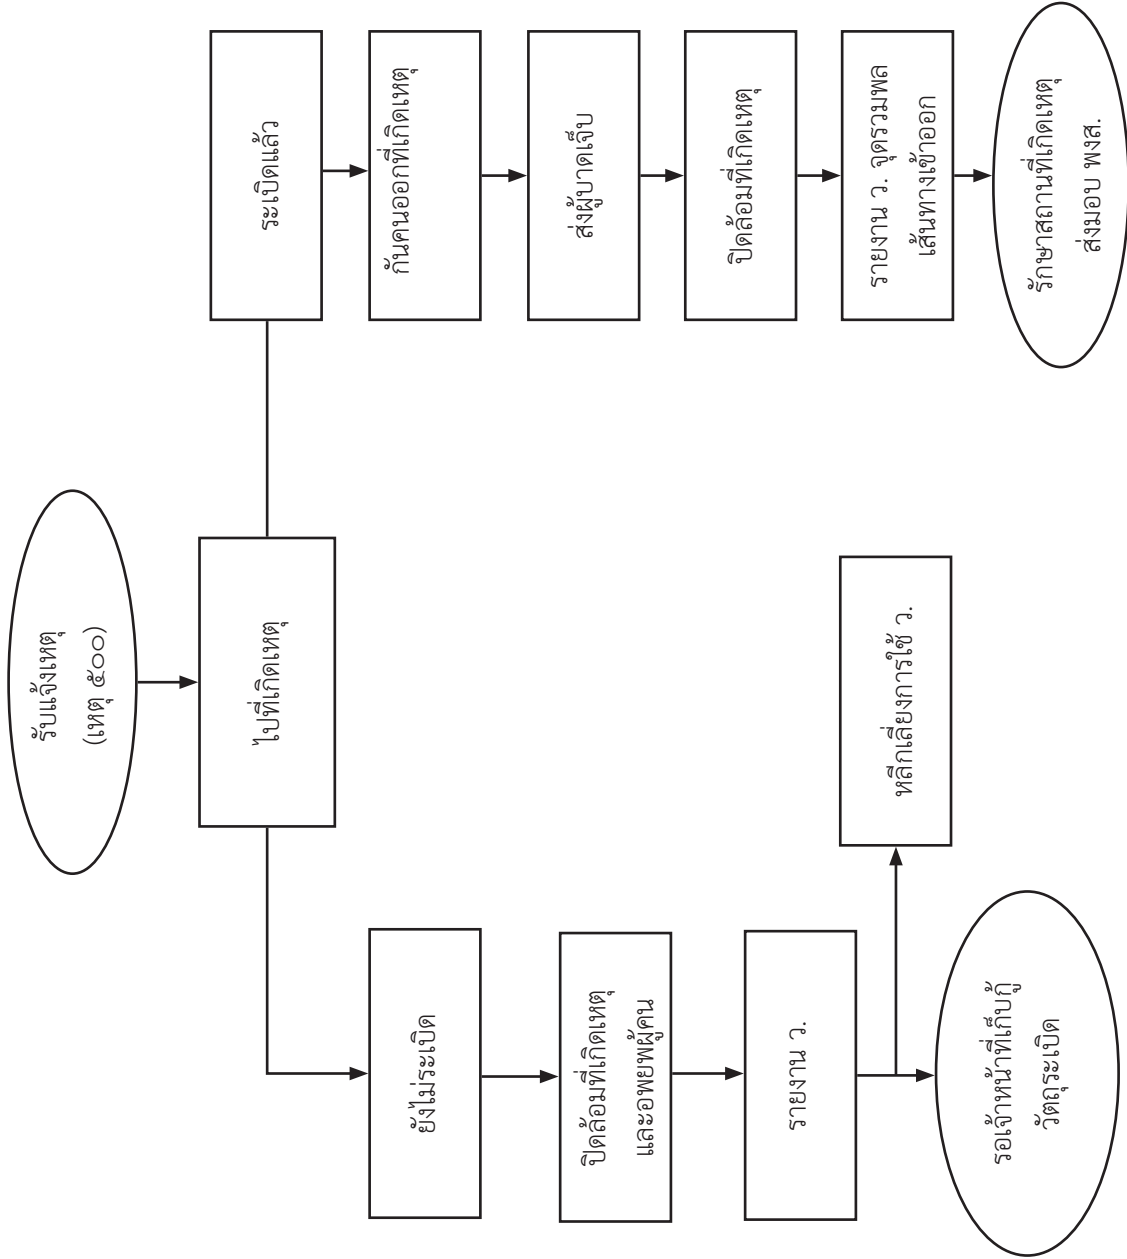 รับแจ้งเหตุ
(เหตุ ๕๐๐)
ไปที่เกิดเหตุ
ยังไม่ระเบิด
ปิดล้อมที่เกิดเหตุ
และอพยพผู้คน
รายงาน ว.
หลีกเลี่ยงการใช้ ว.
รอเจ้าหน้าที่เก็บกู้
วัตถุระเบิด
ระเบิดแล้ว
กันคนออกที่เกิดเหตุ
ส่งผู้บาดเจ็บ
ปิดล้อมที่เกิดเหตุ
รายงาน ว. จุดรวมพล
เส้นทางเข้าออก
รักษาสถานที่เกิดเหตุ
ส่งมอบ พงส.